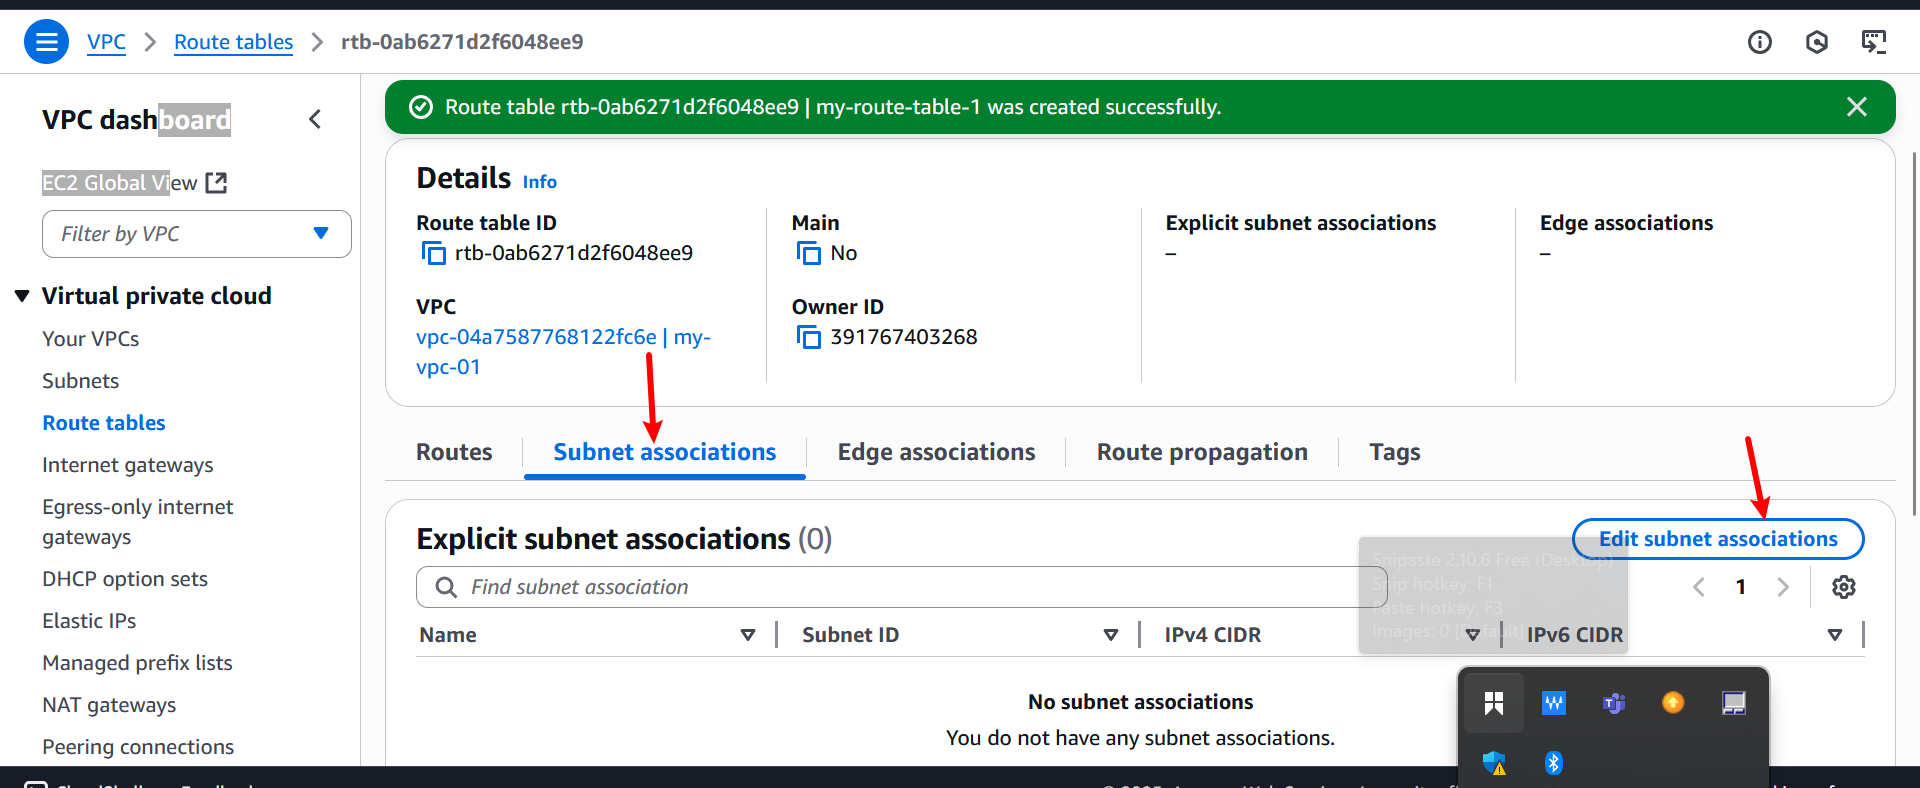 VPC > Route tables > rtb-0ab6271d2f6048ee9
VPC dashboard
EC2 Global View
Filter by VPC
Virtual private cloud
Your VPCs
Subnets
Route tables
Internet gateways
Egress-only internet
gateways
DHCP option sets
Elastic IPs
Managed prefix lists
NAT gateways
Peering connections
Route table rtb-0ab6271d2f6048ee9 | my-route-table-1 was created successfully.
Details Info
Route table ID
rtb-0ab6271d2f6048ee9
Main
No
Explicit subnet associations
–
Edge associations
–
VPC
vpc-04a7587768122fc6e | my-
vpc-01
Owner ID
391767403268
Routes Subnet associations Edge associations Route propagation Tags
Explicit subnet associations (0)
Edit subnet associations
Find subnet association
1
Snipaste 2.10.6 Free (Desktop)
Snip hotkey: F1
Paste hotkey: F3
Images: 0 [Default]
Name Subnet ID IPv4 CIDR IPv6 CIDR
No subnet associations
You do not have any subnet associations.